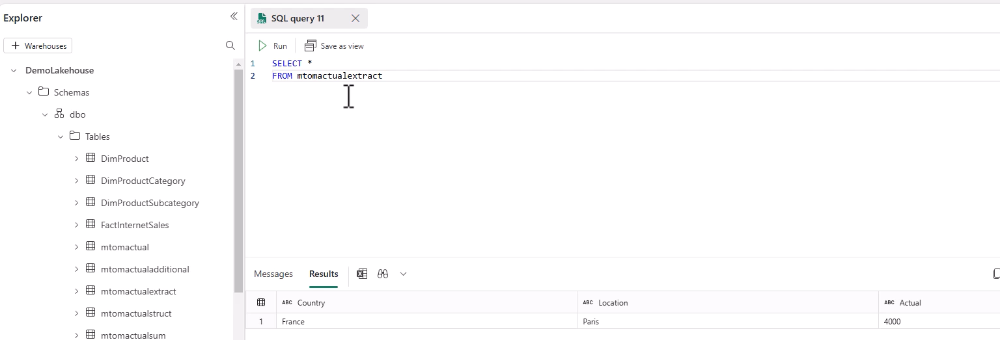 Explorer
SQL query 11
+ Warehouses
Run
Save as view
DemoLakehouse
1 SELECT *
2 FROM mtomactualextract
Schemas
dbo
Tables
DimProduct
DimProductCategory
DimProductSubcategory
FactInternetSales
mtomactual
mtomactualadditional
mtomactualextract
mtomactualstruct
mtomactualsum
Messages Results
ABC Country ABC Location ABC Actual
1 France Paris 4000